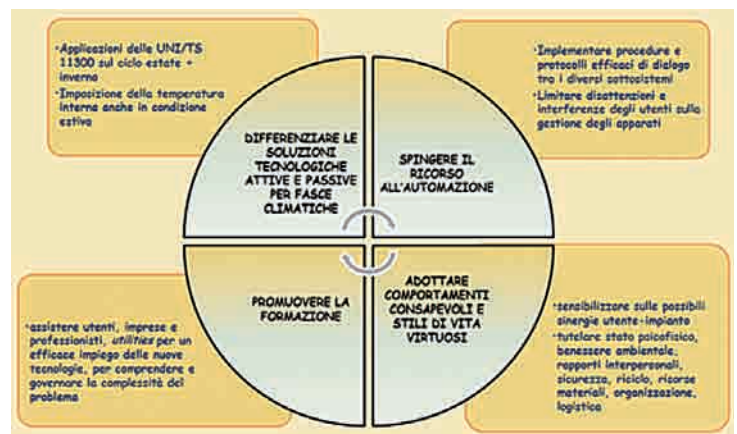 •Applicazioni delle UNI/TS
11300 sul ciclo estate +
inverno
•Imposizione della temperatura
interna anche in condizione
estiva
•Implementare procedure e
protocolli efficaci di dialogo
tra i diversi sottosistemi
•Limitare disattenzioni e
interferenze degli utenti sulla
gestione degli apparati
DIFFERENZIARE LE
SOLUZIONI
TECNOLOGICHE
ATTIVE E PASSIVE
PER FASCE
CLIMATICHE
SPINGERE IL
RICORSO
ALL'AUTOMAZIONE
PROMUOVERE LA
FORMAZIONE
ADOTTARE
COMPORTAMENTI
CONSAPEVOLI E
STILI DI VITA
VIRTUOSI
•assistere utenti, imprese e
professionisti, utilities per un
efficace impiego delle nuove
tecnologie, per comprendere e
governare la complessità del
problema
•sensibilizzare sulle possibili
sinergie utente-impianto
•tutelare stato psicofisico,
benessere ambientale,
rapporti interpersonali,
sicurezza, riciclo, risorse
materiali, organizzazione,
logistica